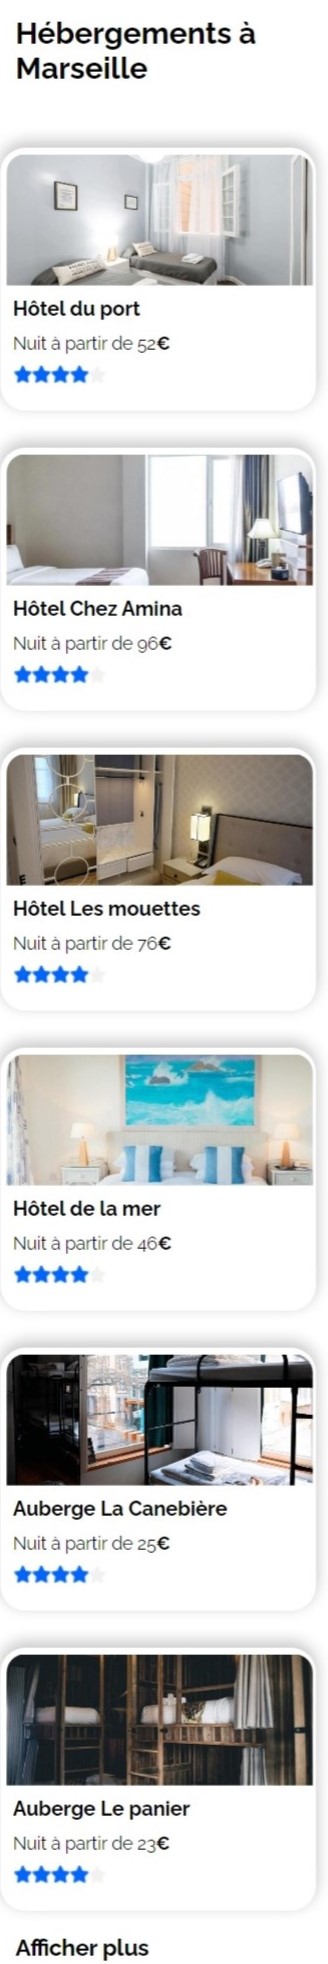 Hébergements à
Marseille
Hôtel du port
Nuit à partir de 52€
Hôtel Chez Amina
Nuit à partir de 96€
Hôtel Les mouettes
Nuit à partir de 76€
Hôtel de la mer
Nuit à partir de 46€
Auberge La Canebière
Nuit à partir de 25€
Auberge Le panier
Nuit à partir de 23€
Afficher plus